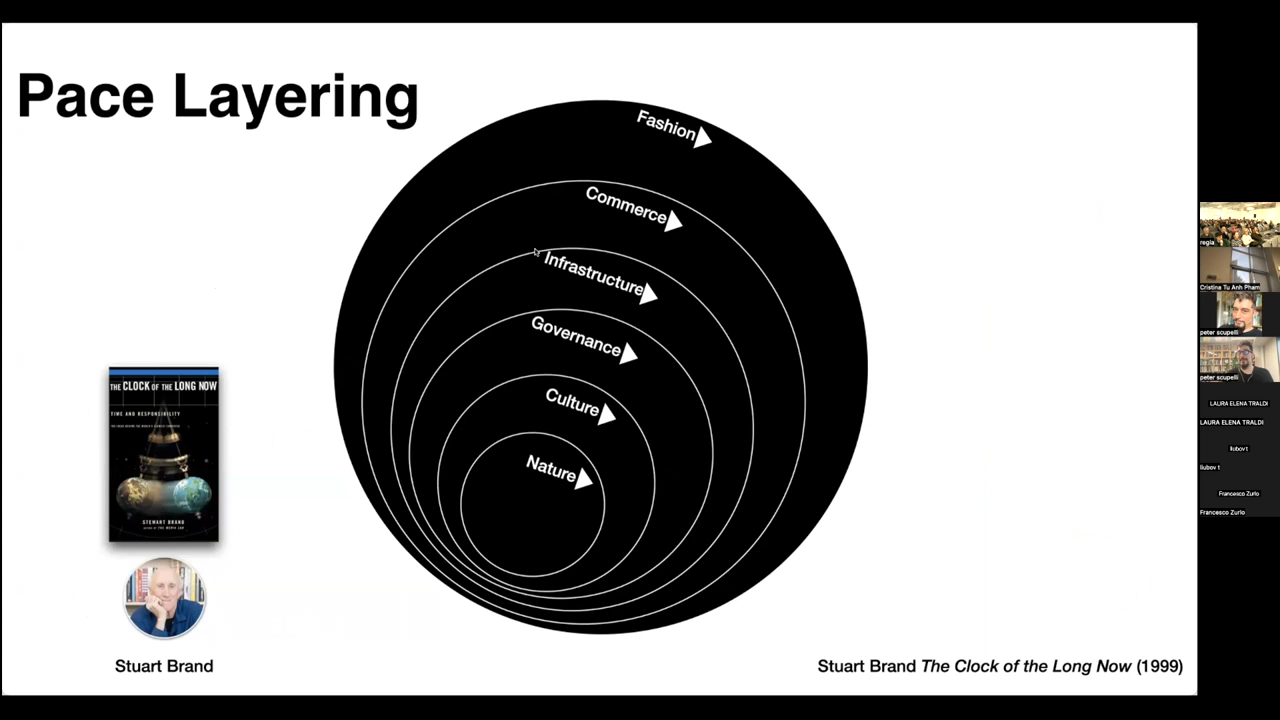 Pace Layering
Fashion
Commerce
Infrastructure
Governance
Culture
Nature
THE CLOCK OF THE LONG NOW
TIME AND RESPONSIBILITY
STEWART BRAND
Stuart Brand
Stuart Brand The Clock of the Long Now (1999)
regia
Cristina Tu Anh Pham
peter scupelli
peter scupelli
LAURA ELENA TRALDI
LAURA ELENA TRALDI
liubov t
liubov t
Francesco Zurlo
Francesco Zurlo